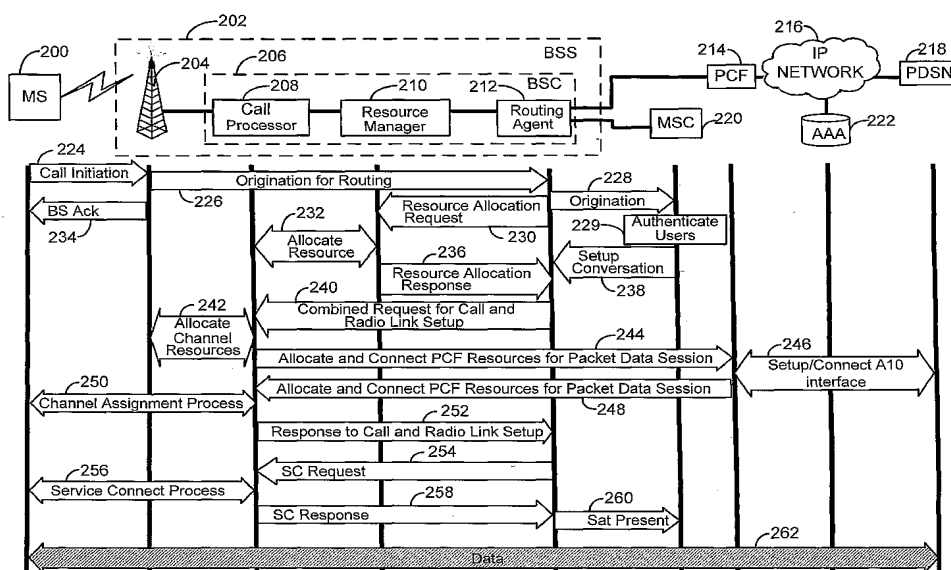 202
BSS
200
MS
204
206
BSC
208
Call
Processor
210
Resource
Manager
212
Routing
Agent
214
PCF
216
IP
NETWORK
218
PDSN
MSC
220
AAA
222
224
Call Initiation
Origination for Routing
226
228
Origination
BS Ack
234
Resource Allocation
Request
230
229
Authenticate
Users
232
Allocate
Resource
236
Resource Allocation
Response
Setup
Conversation
238
240
Combined Request for Call and
Radio Link Setup
242
Allocate
Channel
Resources
244
Allocate and Connect PCF Resources for Packet Data Session
246
Setup/Connect A10
interface
250
Channel Assignment Process
Allocate and Connect PCF Resources for Packet Data Session
248
252
Response to Call and Radio Link Setup
254
SC Request
256
Service Connect Process
258
SC Response
260
Sat Present
262
Data